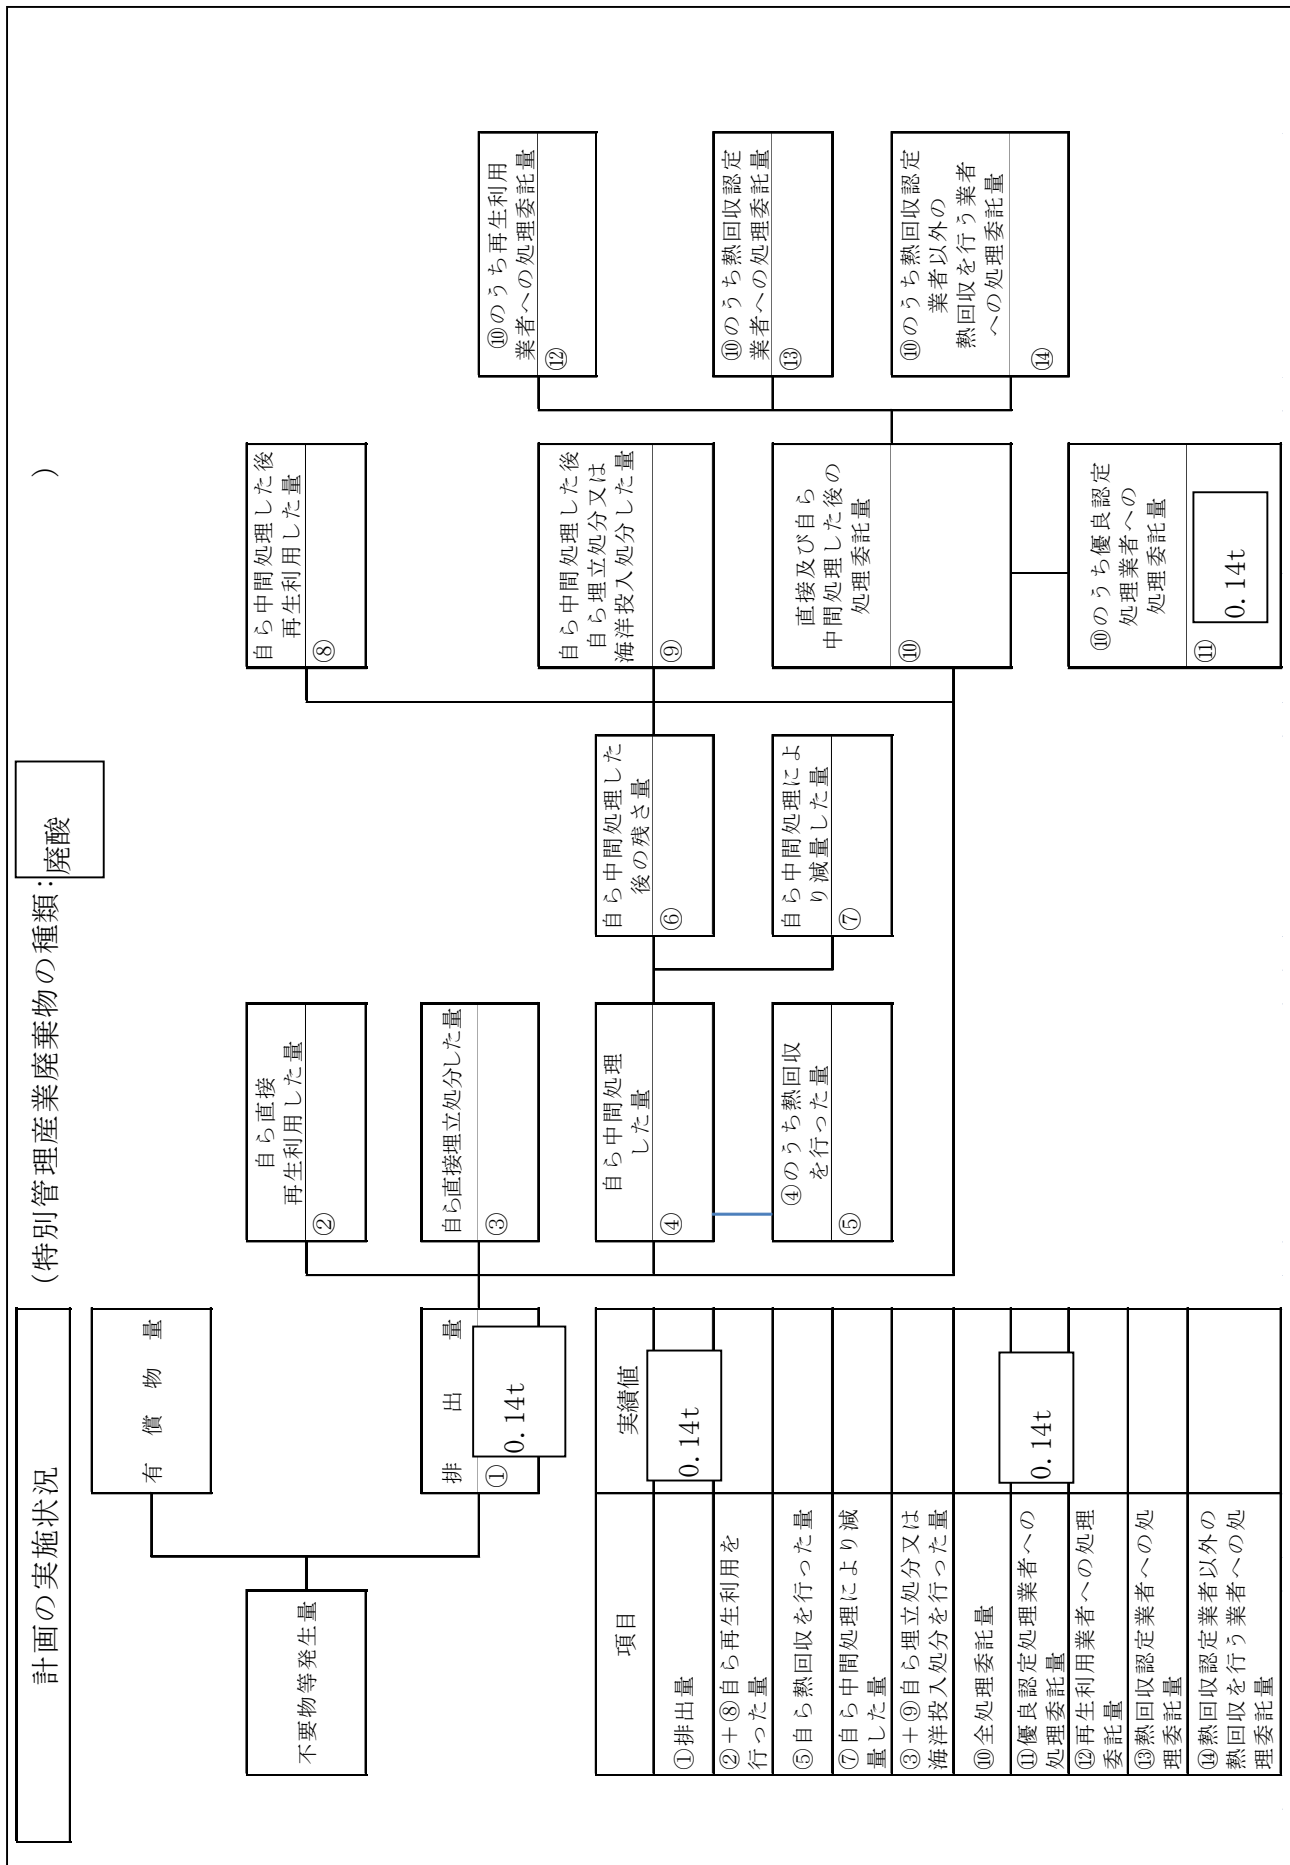 計画の実施状況
(特別管理産業廃棄物の種類:廃酸 )
不要物等発生量
有償物量
排出量
①
0.14t
自ら直接
再生利用した量
②
自ら直接埋立処分した量
③
自ら中間処理
した量
④
④のうち熱回収
を行った量
⑤
自ら中間処理した
後の残さ量
⑥
自ら中間処理によ
り減量した量
⑦
自ら中間処理した後
再生利用した量
⑧
自ら中間処理した後
自ら埋立処分又は
海洋投入処分した量
⑨
直接及び自ら
中間処理した後の
処理委託量
⑩
⑩のうち優良認定
処理業者への
処理委託量
⑪
0.14t
⑩のうち再生利用
業者への処理委託量
⑫
⑩のうち熱回収認定
業者への処理委託量
⑬
⑩のうち熱回収認定
業者以外の
熱回収を行う業者
への処理委託量
⑭
項目 実績値
①排出量 0.14t
②+⑧自ら再生利用を
行った量
⑤自ら熱回収を行った量
⑦自ら中間処理により減
量した量
③+⑨自ら埋立処分又は
海洋投入処分を行った量
⑩全処理委託量
⑪優良認定処理業者への
処理委託量
0.14t
⑫再生利用業者への処理
委託量
⑬熱回収認定業者への処
理委託量
⑭熱回収認定業者以外の
熱回収を行う業者への処
理委託量